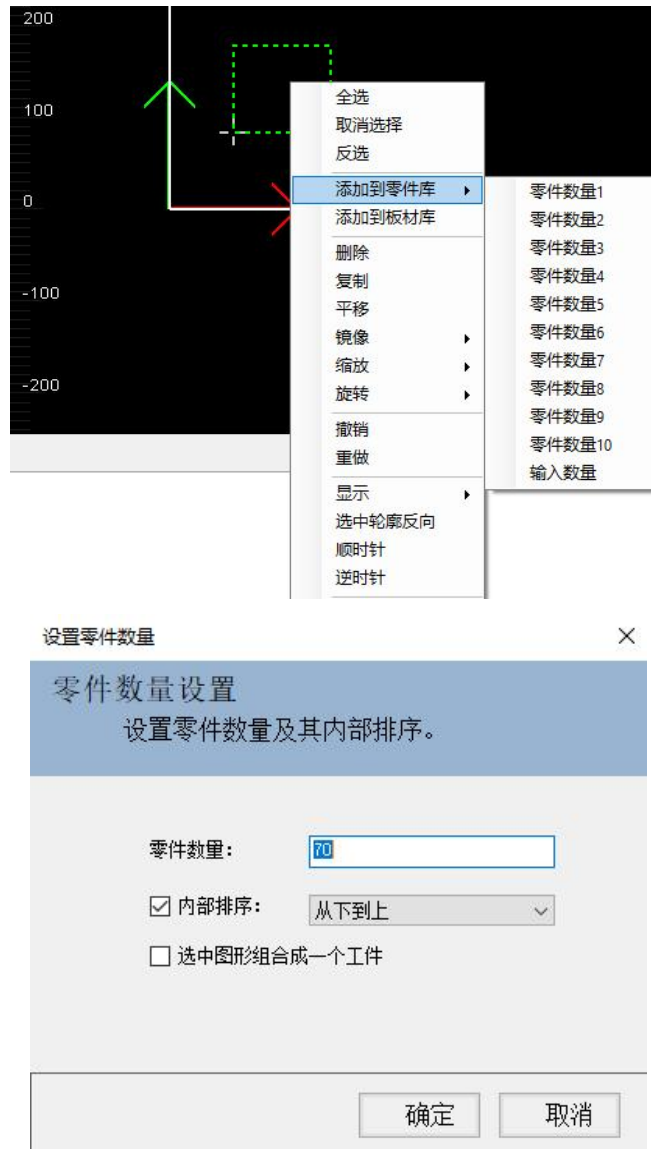 200
100
0
-100
-200
全选
取消选择
反选
添加到零件库
添加到板材库
删除
复制
平移
镜像
缩放
旋转
撤销
重做
显示
选中轮廓反向
顺时针
逆时针
零件数量1
零件数量2
零件数量3
零件数量4
零件数量5
零件数量6
零件数量7
零件数量8
零件数量9
零件数量10
输入数量
设置零件数量
零件数量设置
设置零件数量及其内部排序。
零件数量： 70
内部排序： 从下到上
选中图形组合成一个工件
确定 取消